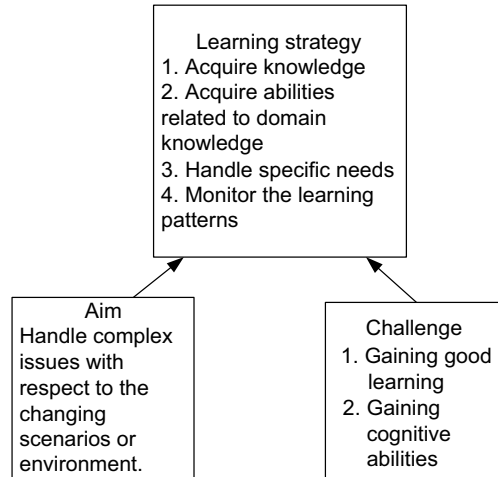 Learning strategy
1. Acquire knowledge
2. Acquire abilities
related to domain
knowledge
3. Handle specific needs
4. Monitor the learning
patterns
Aim
Handle complex
issues with
respect to the
changing
scenarios or
environment.
Challenge
1. Gaining good
learning
2. Gaining
cognitive
abilities